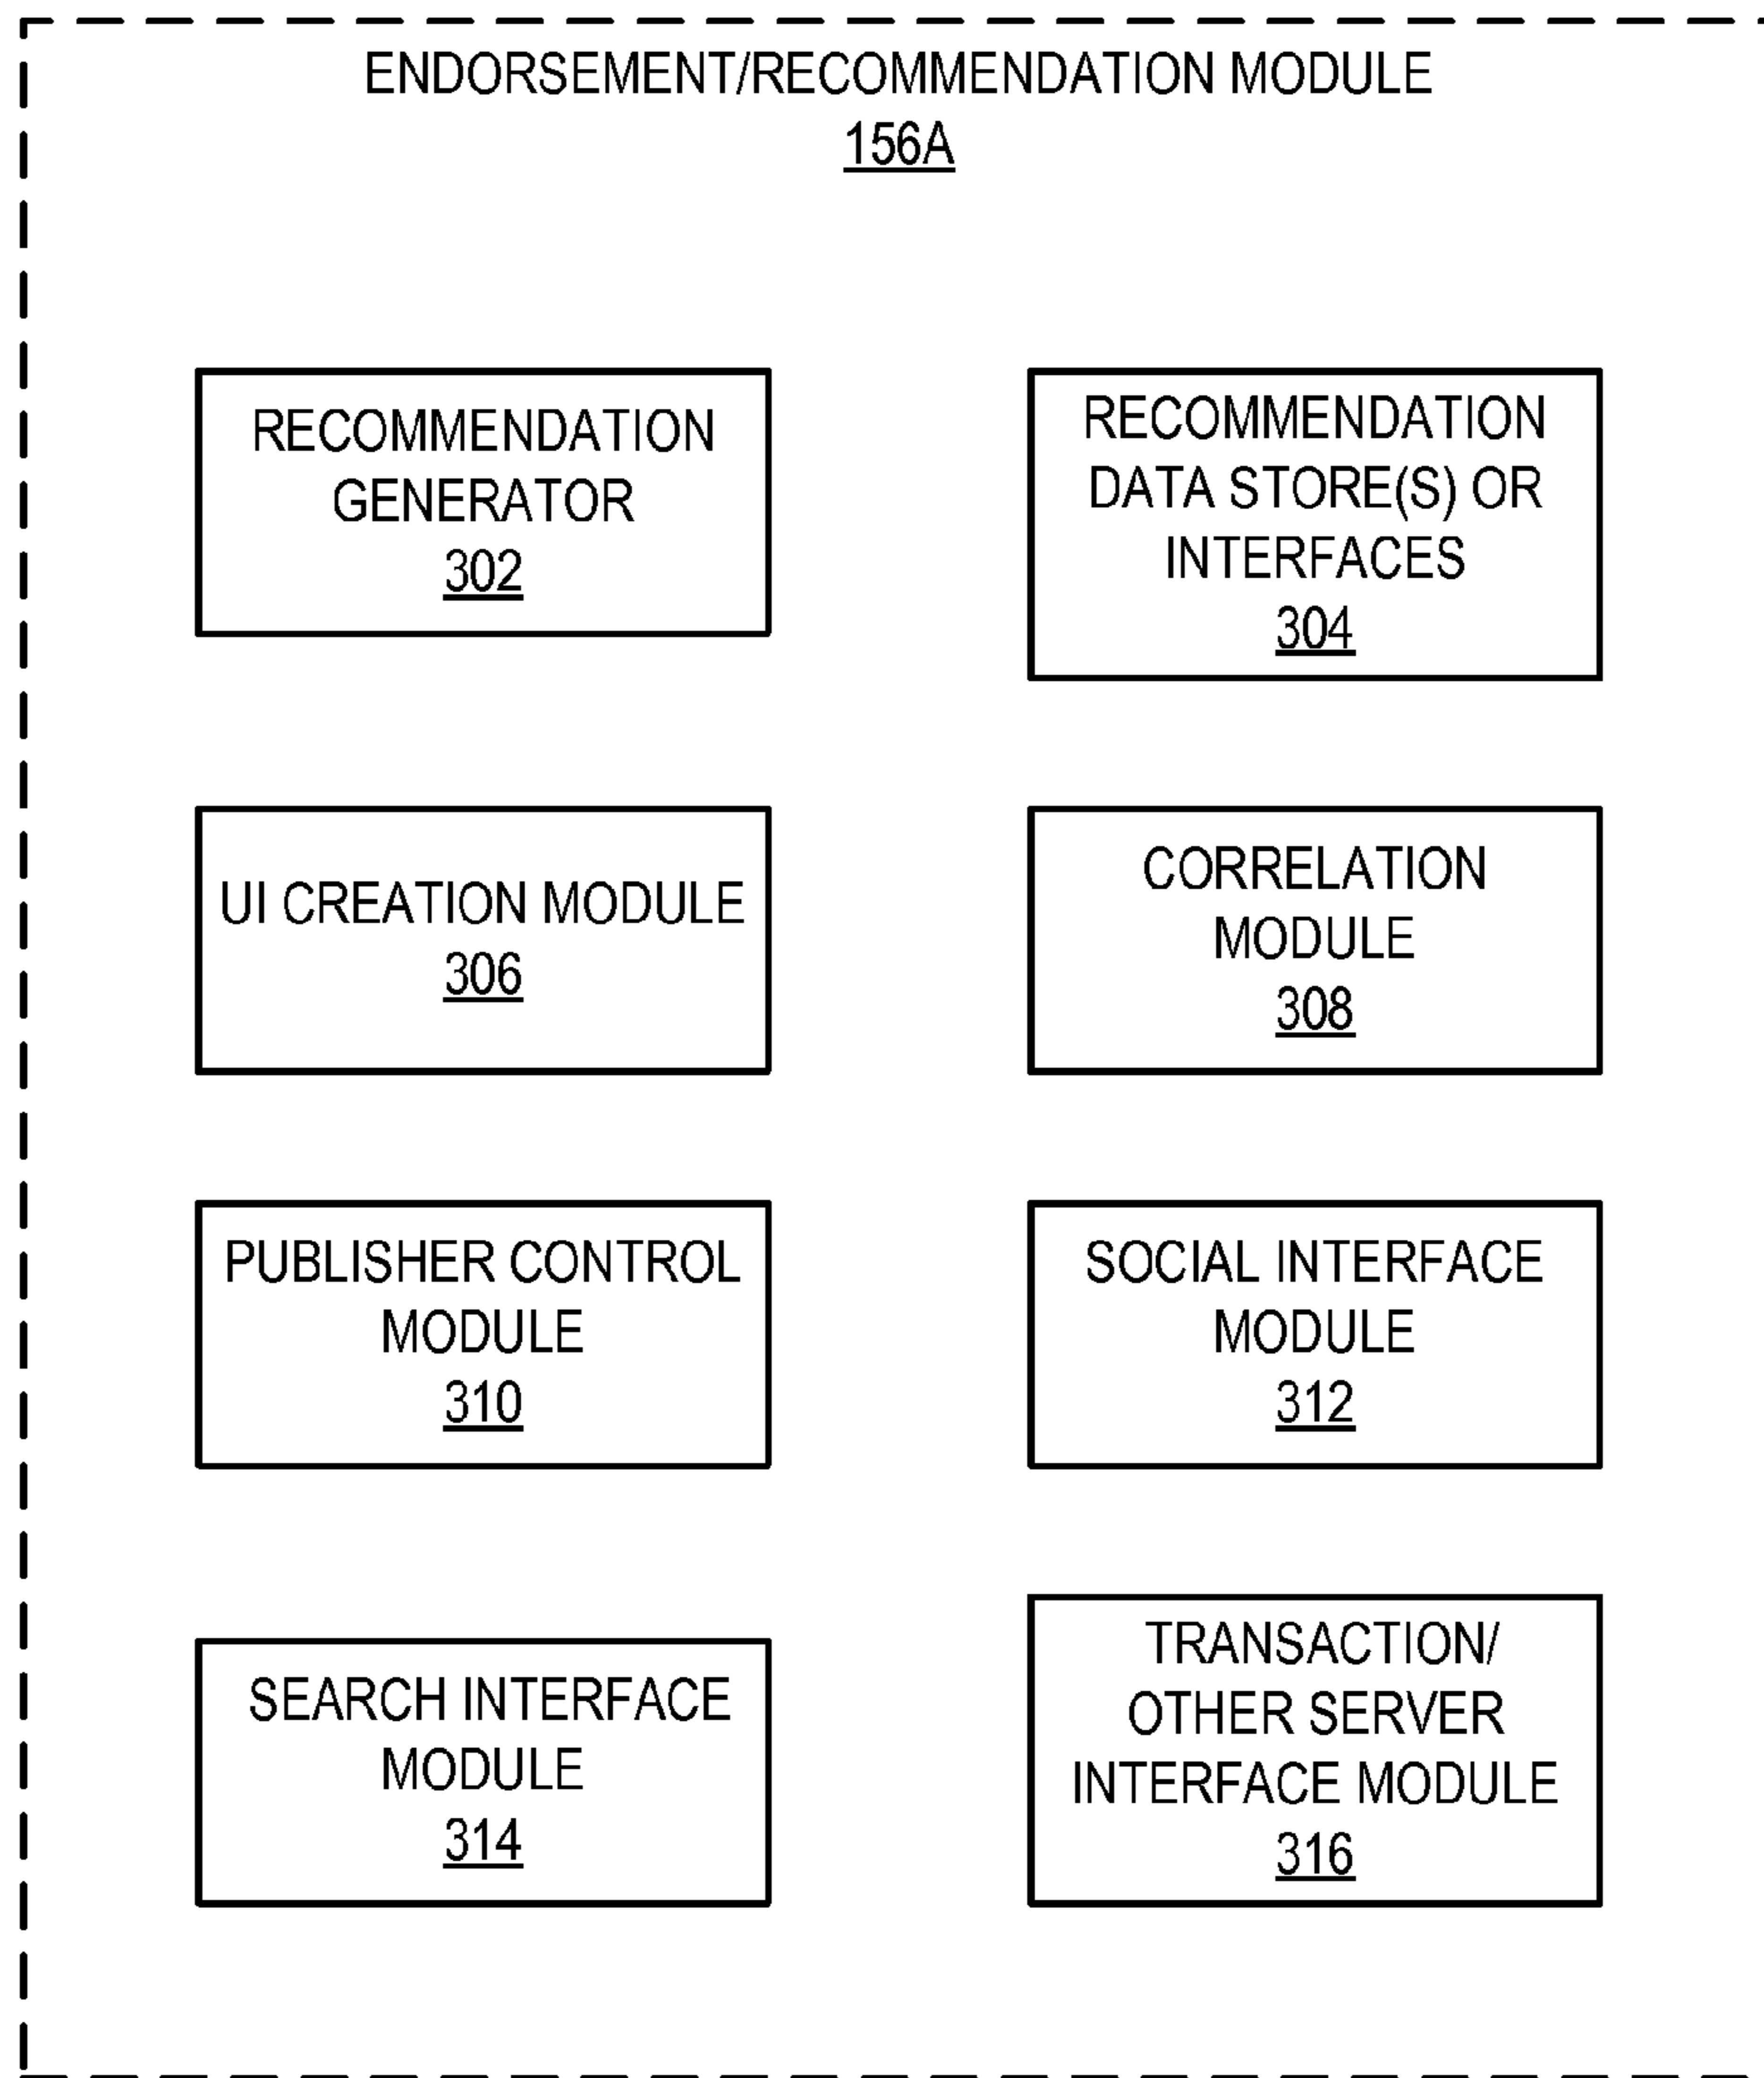 ENDORSEMENT/RECOMMENDATION MODULE
156A
RECOMMENDATION
GENERATOR
302
RECOMMENDATION
DATA STORE(S) OR
INTERFACES
304
UI CREATION MODULE
306
CORRELATION
MODULE
308
PUBLISHER CONTROL
MODULE
310
SOCIAL INTERFACE
MODULE
312
SEARCH INTERFACE
MODULE
314
TRANSACTION/
OTHER SERVER
INTERFACE MODULE
316